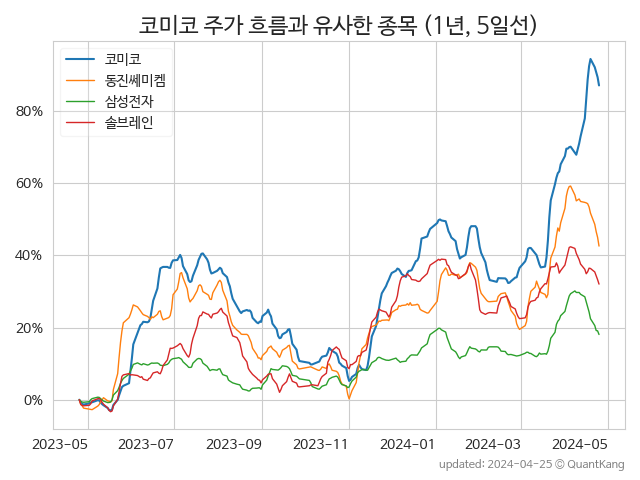 코미코 주가 흐름과 유사한 종목 (1년, 5일선)
코미코
동진쎄미켐
삼성전자
솔브레인
80%
60%
40%
20%
0%
2023-05 2023-07 2023-09 2023-11 2024-01 2024-03 2024-05
updated: 2024-04-25 © QuantKang